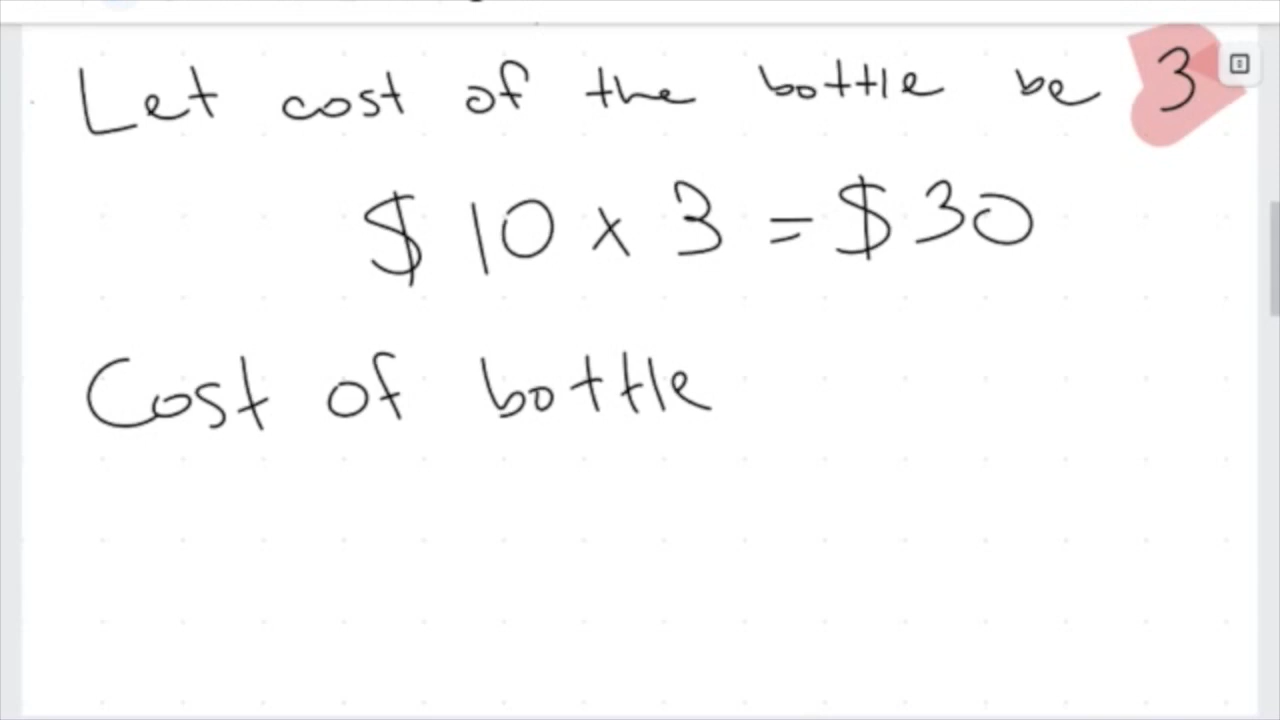 Let cost of the bottle be 3
$ 10 x 3 = $ 30
Cost of bottle